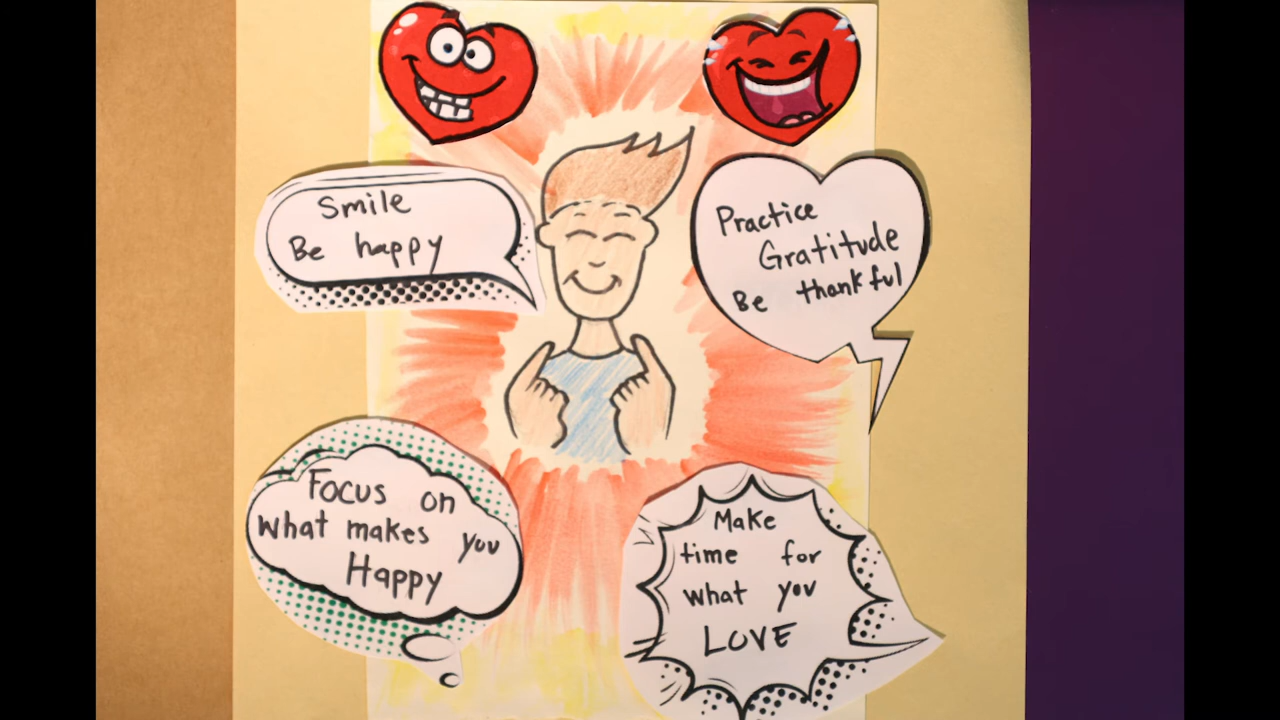 Smile
Be happy
Practice
Gratitude
Be thankful
Focus on
what makes you
Happy
Make
time for
what you
LOVE